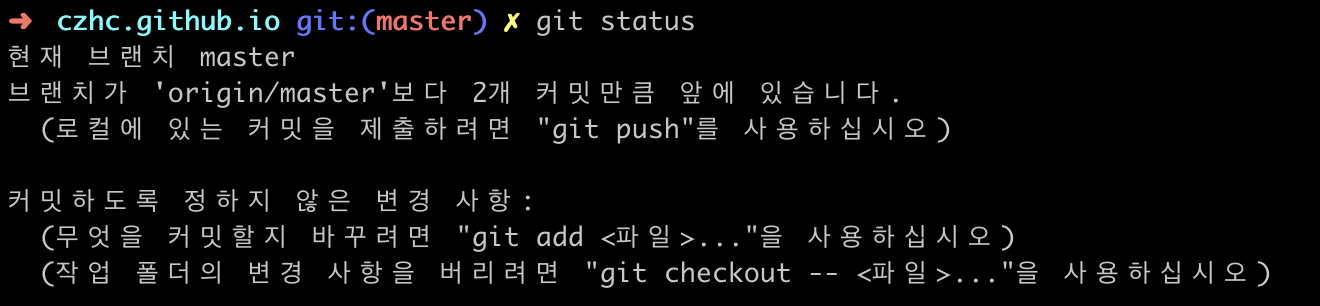 ➜ czhc.github.io git:(master) ✗ git status
현재 브랜치 master
브랜치가 'origin/master'보다 2개 커밋만큼 앞에 있습니다.
(로컬에 있는 커밋을 제출하려면 "git push"를 사용하십시오)
커밋하도록 정하지 않은 변경 사항:
(무엇을 커밋할지 바꾸려면 "git add <파일>..."을 사용하십시오)
(작업 폴더의 변경 사항을 버리려면 "git checkout -- <파일>..."을 사용하십시오)